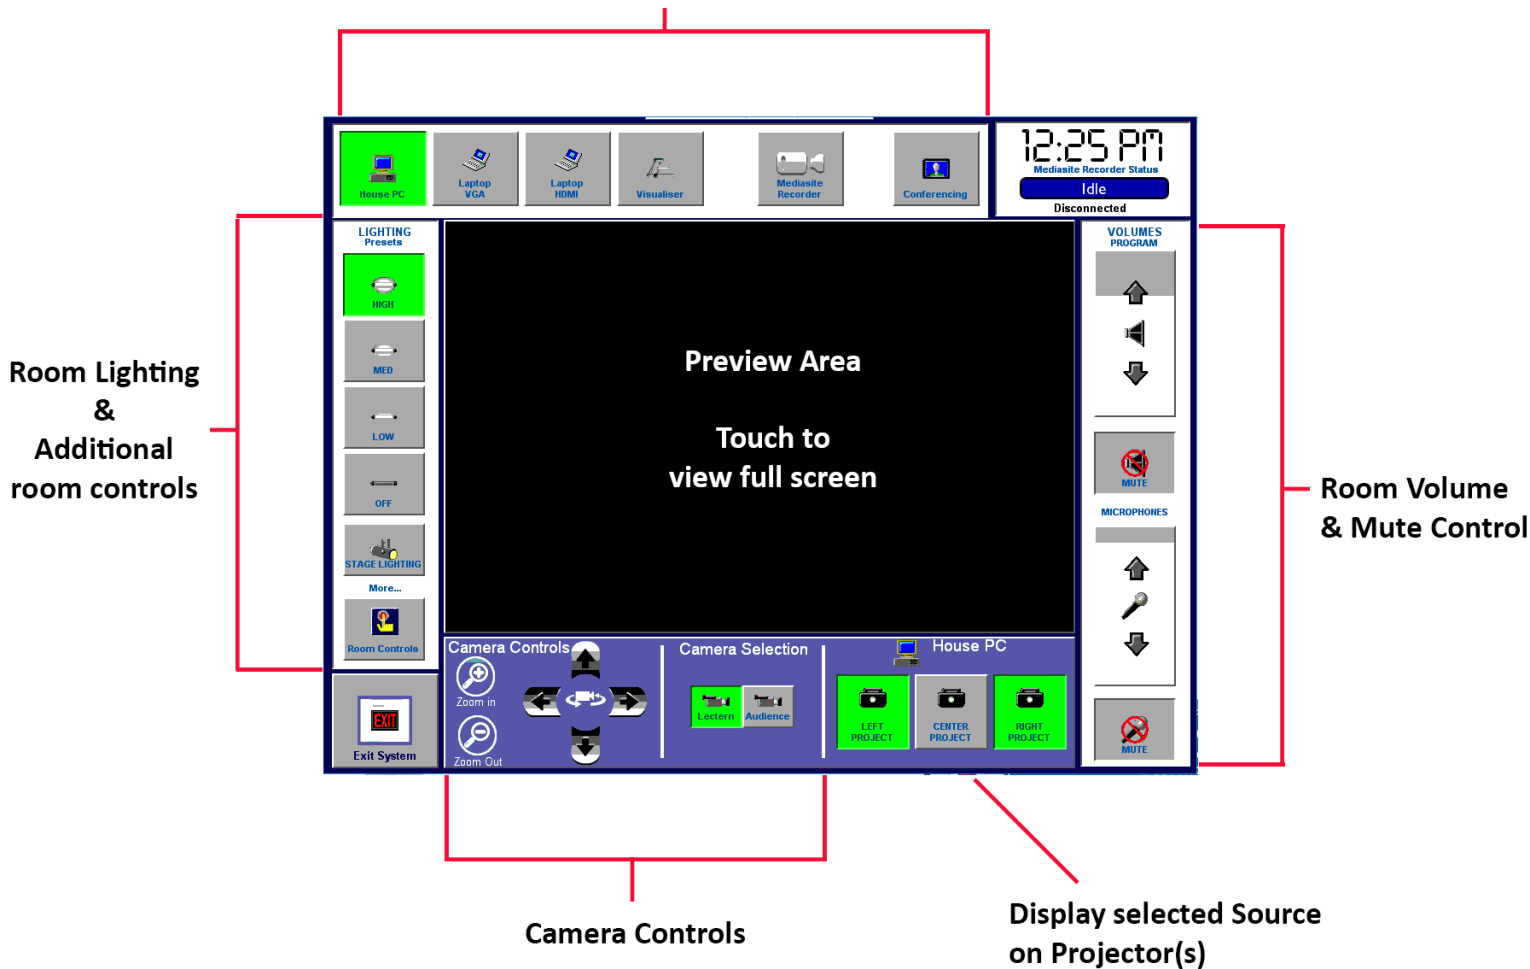 House PC
Laptop
VGA
Laptop
HDMI
Visualiser
Mediasite
Recorder
Conferencing
12:25 PM
Mediasite Recorder Status
Idle
Disconnected
LIGHTING
Presets
HIGH
MED
LOW
OFF
STAGE LIGHTING
More...
Room Controls
EXIT
Exit System
Room Lighting
&
Additional
room controls
Preview Area
Touch to
view full screen
VOLUMES
PROGRAM
MUTE
MICROPHONES
MUTE
Room Volume
& Mute Control
Camera Controls
Zoom in
Zoom Out
Camera Selection
Lectern
Audience
House PC
LEFT
PROJECT
CENTER
PROJECT
RIGHT
PROJECT
Camera Controls
Display selected Source
on Projector(s)